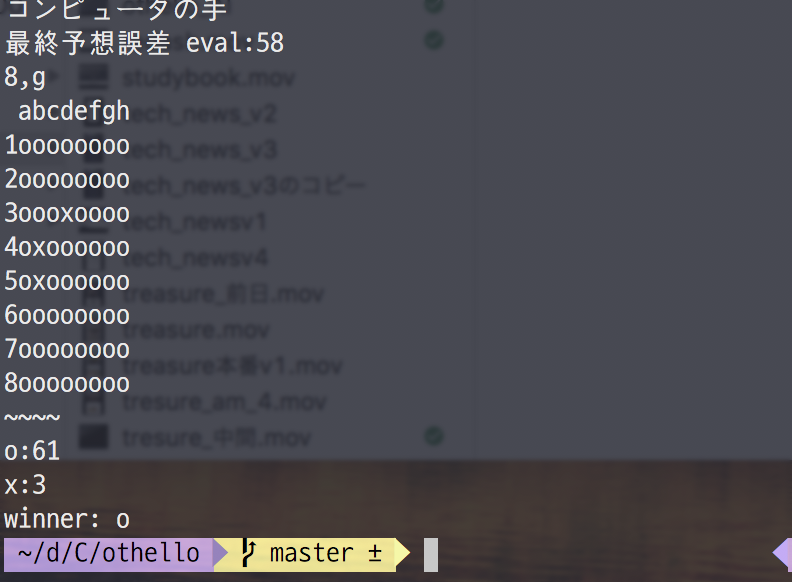 コンピュータの手
最終予想誤差 eval:58
8,g
abcdefgh
1oooooooo
2oooooooo
3oooxoooo
4oxoooooo
5oxoooooo
6oooooooo
7oooooooo
8oooooooo
~~~~
o:61
x:3
winner: o
~/d/C/othello master ±
studybook.mov
tech_news_v2
tech_news_v3
tech_news_v3のコピー
tech_newsv1
tech_newsv4
treasure_前日.mov
treasure.mov
treasure本番v1.mov
tresure_am_4.mov
tresure_中間.mov